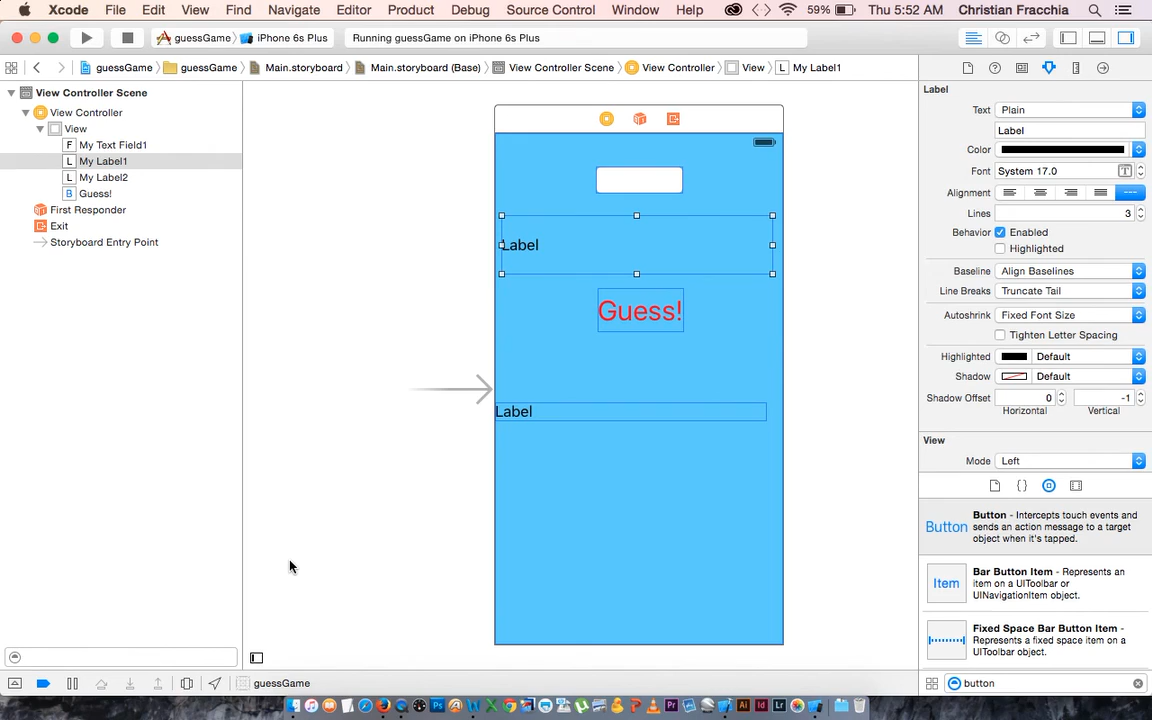 Xcode File Edit View Find Navigate Editor Product Debug Source Control Window Help 59% Thu 5:52 AM Christian Fracchia
guessGame iPhone 6s Plus Running guessGame on iPhone 6s Plus
guessGame guessGame Main.storyboard Main.storyboard (Base) View Controller Scene View Controller View L My Label1
View Controller Scene
View Controller
View
F My Text Field1
L My Label1
L My Label2
B Guess!
First Responder
Exit
Storyboard Entry Point
Label
Guess!
Label
Label
Text Plain
Label
Color
Font System 17.0 T
Alignment
Lines 3
Behavior Enabled
Highlighted
Baseline Align Baselines
Line Breaks Truncate Tail
Autoshrink Fixed Font Size
Tighten Letter Spacing
Highlighted Default
Shadow Default
Shadow Offset 0 -1
Horizontal Vertical
View
Mode Left
{}
Button Button - Intercepts touch events and
sends an action message to a target
object when it's tapped.
Item Bar Button Item - Represents an
item on a UIToolbar or
UINavigationItem object.
Fixed Space Bar Button Item -
Represents a fixed space item on a
UIToolbar object.
guessGame
button